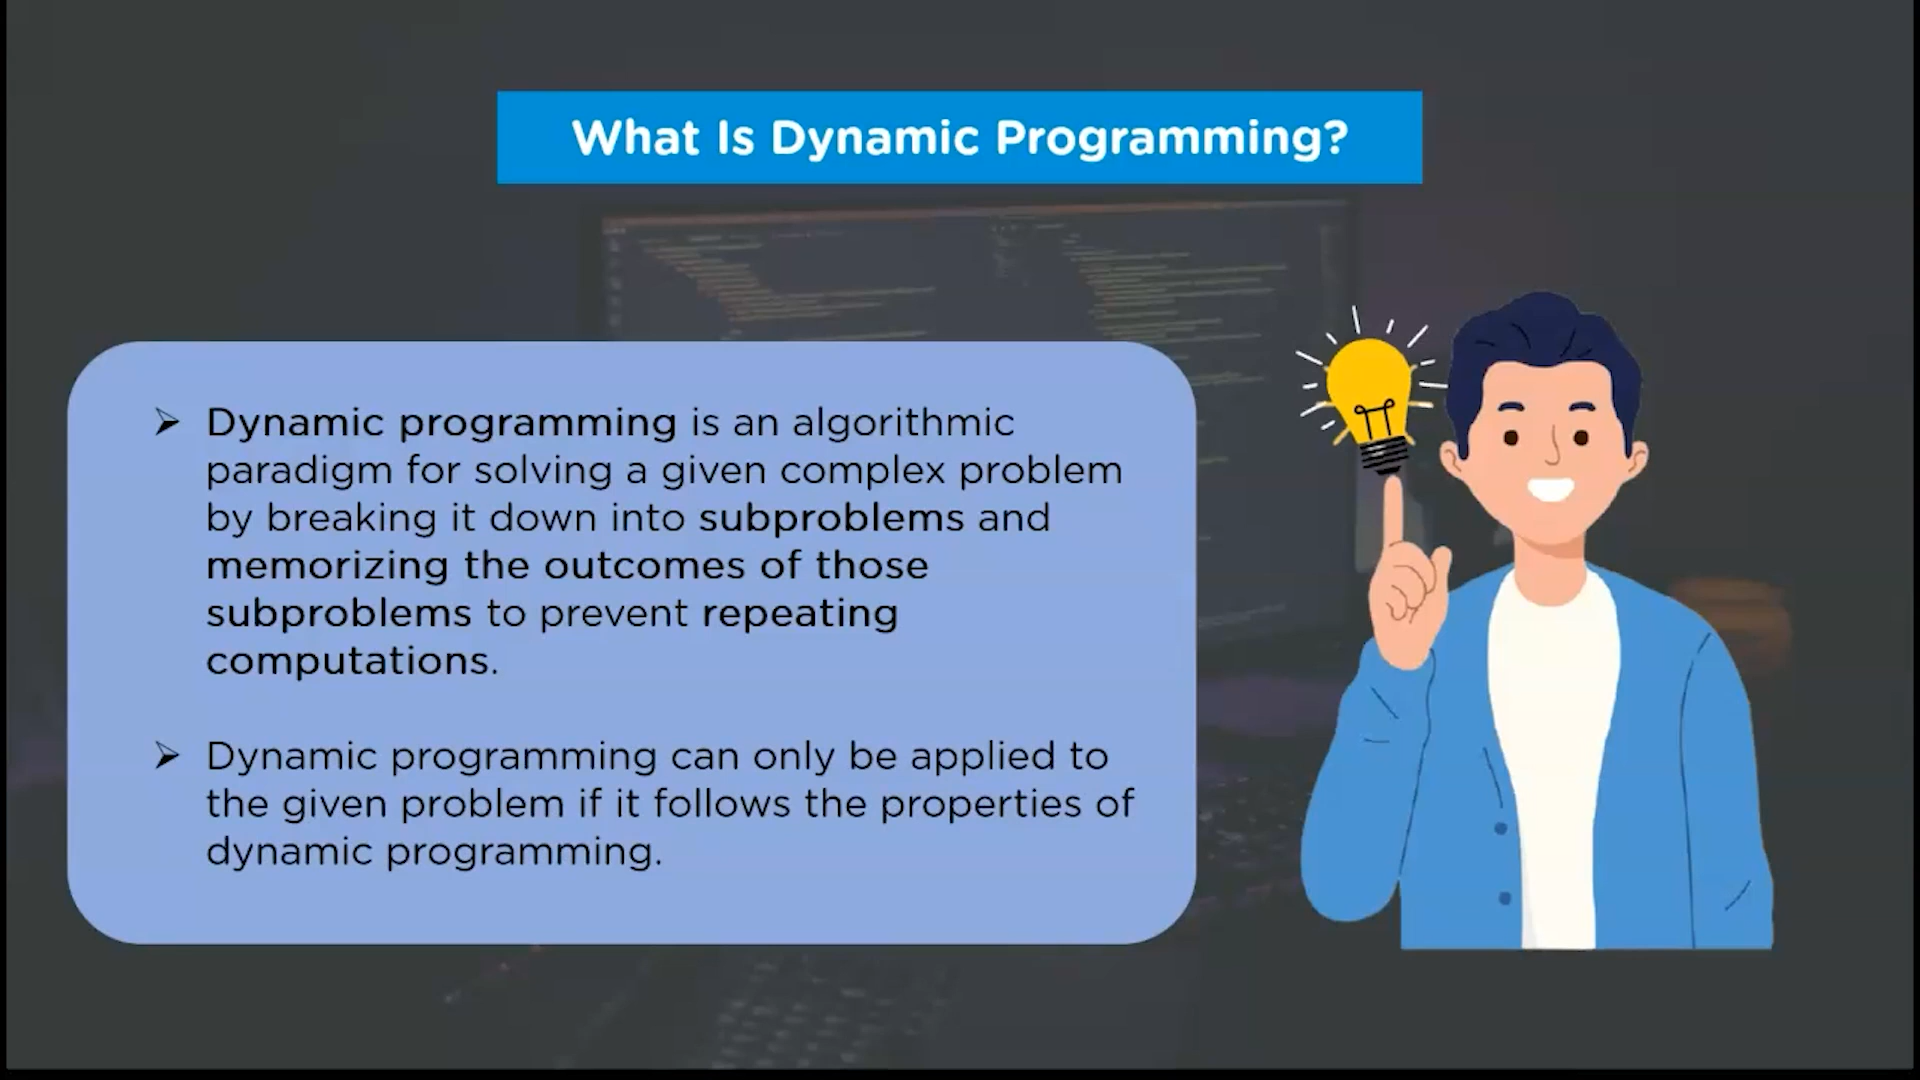 What Is Dynamic Programming?
➢ Dynamic programming is an algorithmic
paradigm for solving a given complex problem
by breaking it down into subproblems and
memorizing the outcomes of those
subproblems to prevent repeating
computations.
➢ Dynamic programming can only be applied to
the given problem if it follows the properties of
dynamic programming.